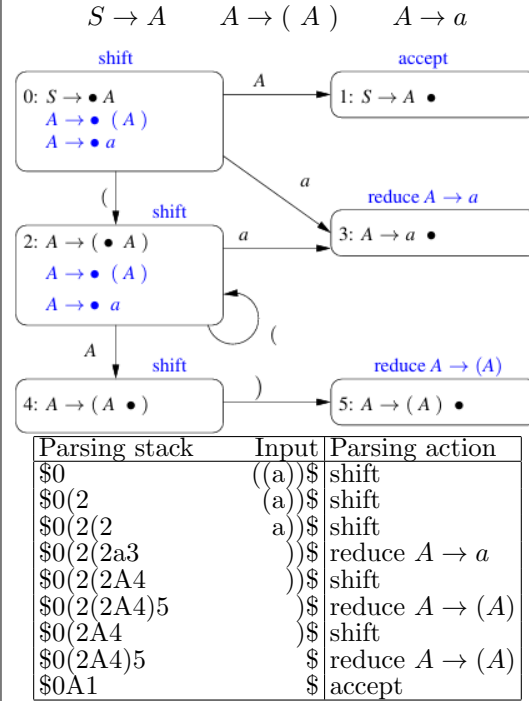 S → A A → ( A ) A → a
shift accept
A
0: S → • A 1: S → A •
A → • ( A )
A → • a
a
( shift reduce A → a
2: A → ( • A ) a 3: A → a •
A → • ( A )
A → • a
(
A
shift reduce A → (A)
4: A → ( A • ) ) 5: A → ( A ) •
Parsing stack Input Parsing action
$0 ((a))$ shift
$0(2 (a))$ shift
$0(2(2 a))$ shift
$0(2(2a3 ))$ reduce A → a
$0(2(2A4 ))$ shift
$0(2(2A4)5 )$ reduce A → (A)
$0(2A4 )$ shift
$0(2A4)5 $ reduce A → (A)
$0A1 $ accept